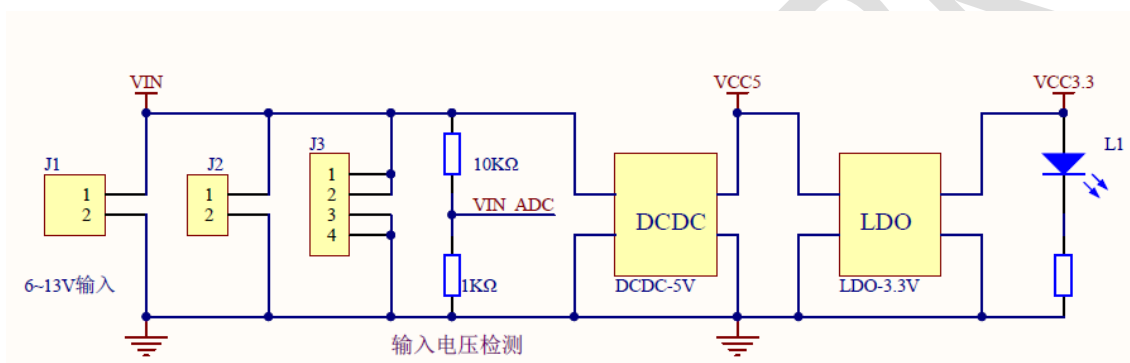 VIN
VCC5
VCC3.3
J1
1
2
J2
1
2
J3
1
2
3
4
10KΩ
VIN_ADC
1KΩ
DCDC
DCDC-5V
LDO
LDO-3.3V
L1
6~13V输入
输入电压检测